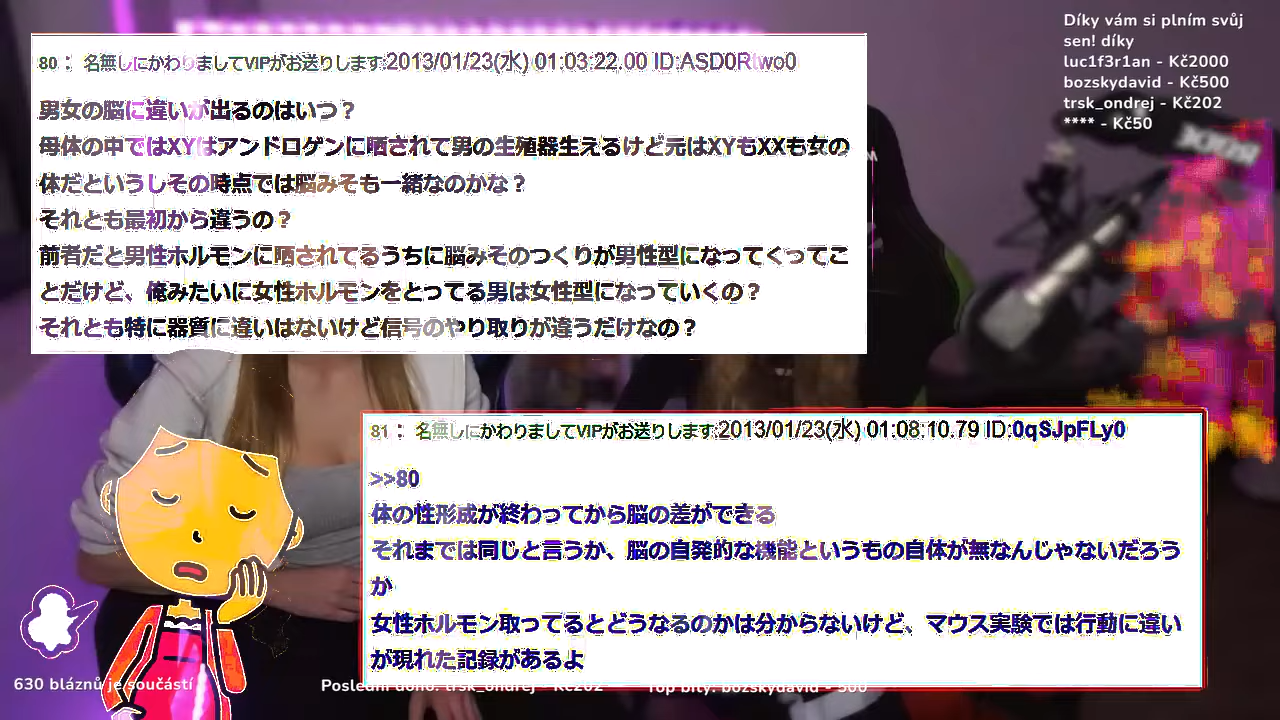 Díky vám si plním svůj
sen! díky
luc1f3r1an - Kč2000
bozskydavid - Kč500
trsk_ondrej - Kč202
**** - Kč50
80： 名無しにかわりましてVIPがお送りします:2013/01/23(水) 01:03:22.00 ID:ASD0Rlwo0
男女の脳に違いが出るのはいつ？
母体の中ではXYはアンドロゲンに晒されて男の生殖器生えるけど元はXYもXXも女の
体だというしその時点では脳みそも一緒なのかな？
それとも最初から違うの？
前者だと男性ホルモンに晒されてるうちに脳みそのつくりが男性型になってくってこ
とだけど、俺みたいに女性ホルモンをとってる男は女性型になっていくの？
それとも特に器質に違いはないけど信号のやり取りが違うだけなの？
81： 名無しにかわりましてVIPがお送りします:2013/01/23(水) 01:08:10.79 ID:0qSJpFLy0
>>80
体の性形成が終わってから脳の差ができる
それまでは同じと言うか、脳の自発的な機能というもの自体が無なんじゃないだろう
か
女性ホルモン取ってるとどうなるのかは分からないけど、マウス実験では行動に違い
が現れた記録があるよ
630 bláznů je součástí
Poslední dono: trsk_ondrej - Kč202
Top bity: bozskydavid - 500